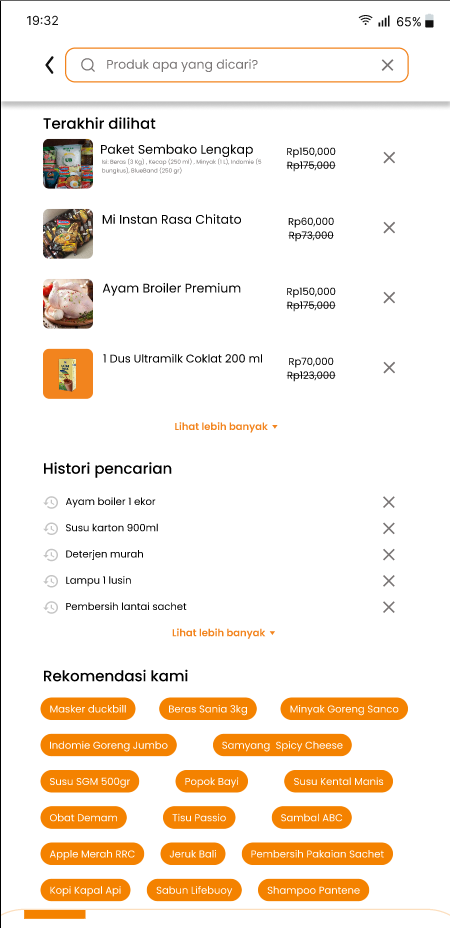 19:32
65%
Produk apa yang dicari?
Terakhir dilihat
Paket Sembako Lengkap
Isi: Beras (3 Kg) , Kecap (250 ml) , Minyak (1 L), Indomie (5
bungkus), BlueBand (250 gr)
Rp150,000
Rp175,000
Mi Instan Rasa Chitato
Rp60,000
Rp73,000
Ayam Broiler Premium
Rp150,000
Rp175,000
1 Dus Ultramilk Coklat 200 ml
Rp70,000
Rp123,000
Lihat lebih banyak
Histori pencarian
Ayam boiler 1 ekor
Susu karton 900ml
Deterjen murah
Lampu 1 lusin
Pembersih lantai sachet
Lihat lebih banyak
Rekomendasi kami
Masker duckbill
Beras Sania 3kg
Minyak Goreng Sanco
Indomie Goreng Jumbo
Samyang  Spicy Cheese
Susu SGM 500gr
Popok Bayi
Susu Kental Manis
Obat Demam
Tisu Passio
Sambal ABC
Apple Merah RRC
Jeruk Bali
Pembersih Pakaian Sachet
Kopi Kapal Api
Sabun Lifebuoy
Shampoo Pantene